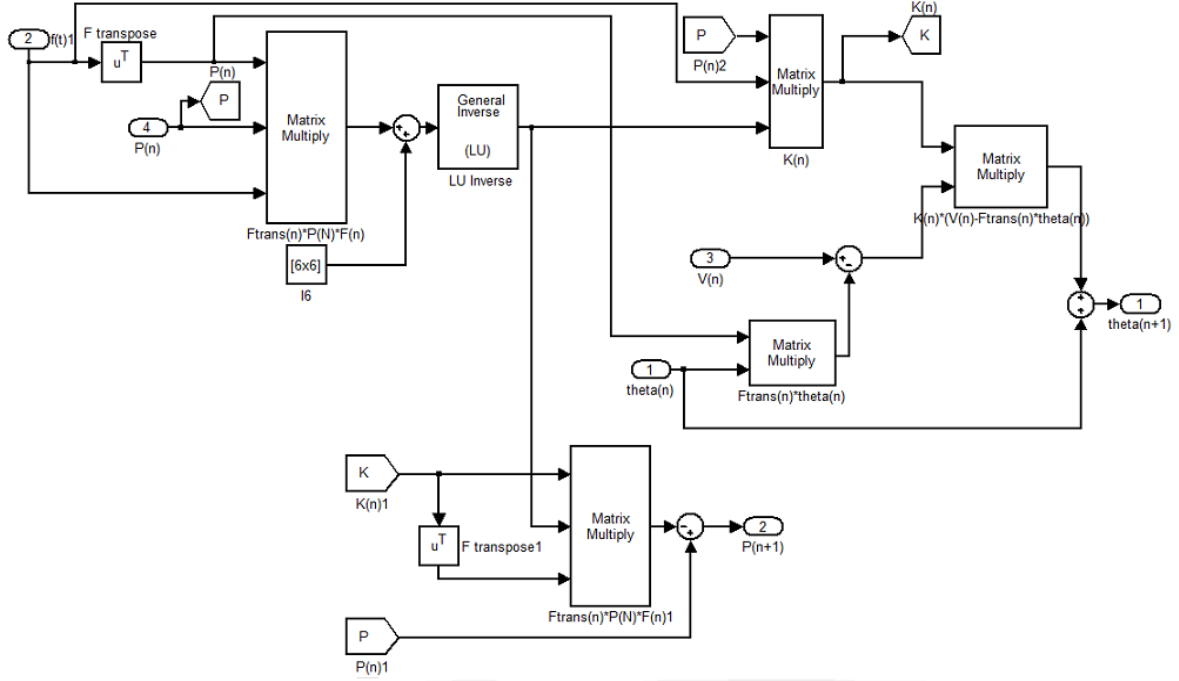 2
f(t)1
F transpose
u^T
P(n)
P
4
P(n)
Matrix
Multiply
Ftrans(n)*P(N)*F(n)
[6x6]
I6
+
+
General
Inverse
(LU)
LU Inverse
P
P(n)2
Matrix
Multiply
K(n)
K(n)
K
Matrix
Multiply
K(n)*(V(n)-Ftrans(n)*theta(n))
3
V(n)
+
-
1
theta(n)
Matrix
Multiply
Ftrans(n)*theta(n)
+
+
1
theta(n+1)
K
K(n)1
u^T
F transpose1
Matrix
Multiply
Ftrans(n)*P(N)*F(n)1
-
+
2
P(n+1)
P
P(n)1